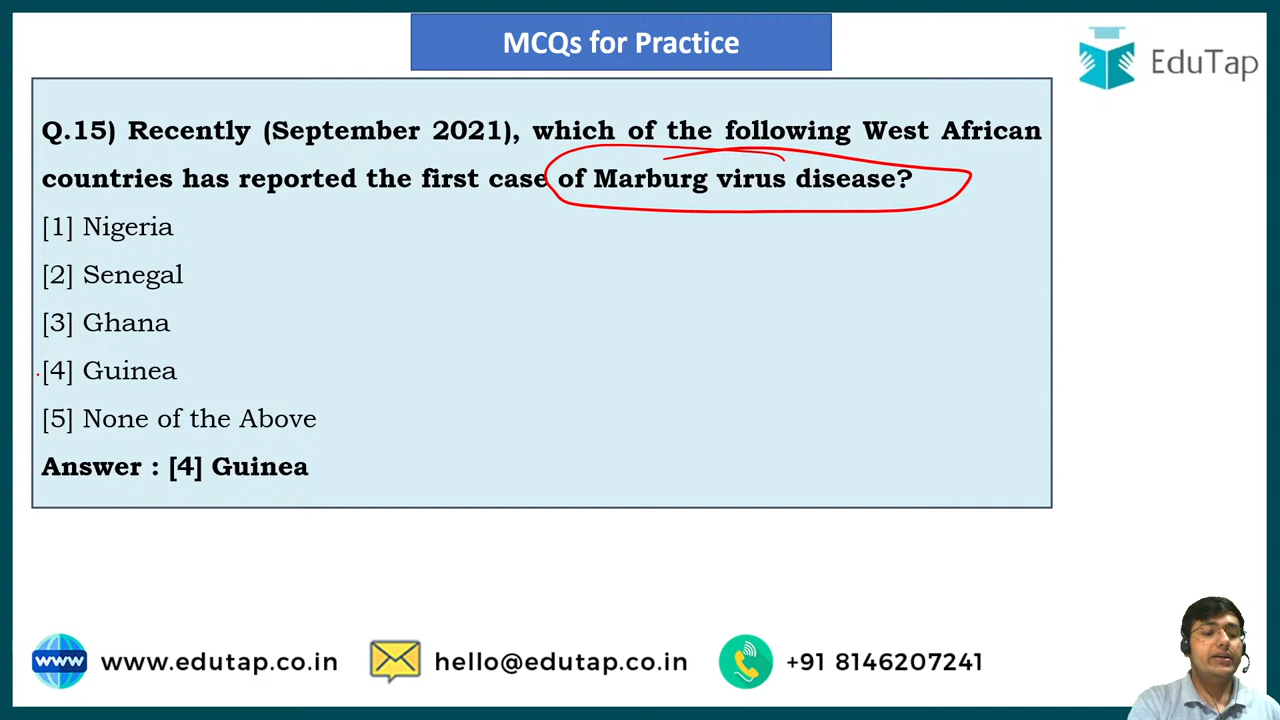 MCQs for Practice
EduTap
Q.15) Recently (September 2021), which of the following West African
countries has reported the first case of Marburg virus disease?
[1] Nigeria
[2] Senegal
[3] Ghana
[4] Guinea
[5] None of the Above
Answer : [4] Guinea
www www.edutap.co.in hello@edutap.co.in +91 8146207241